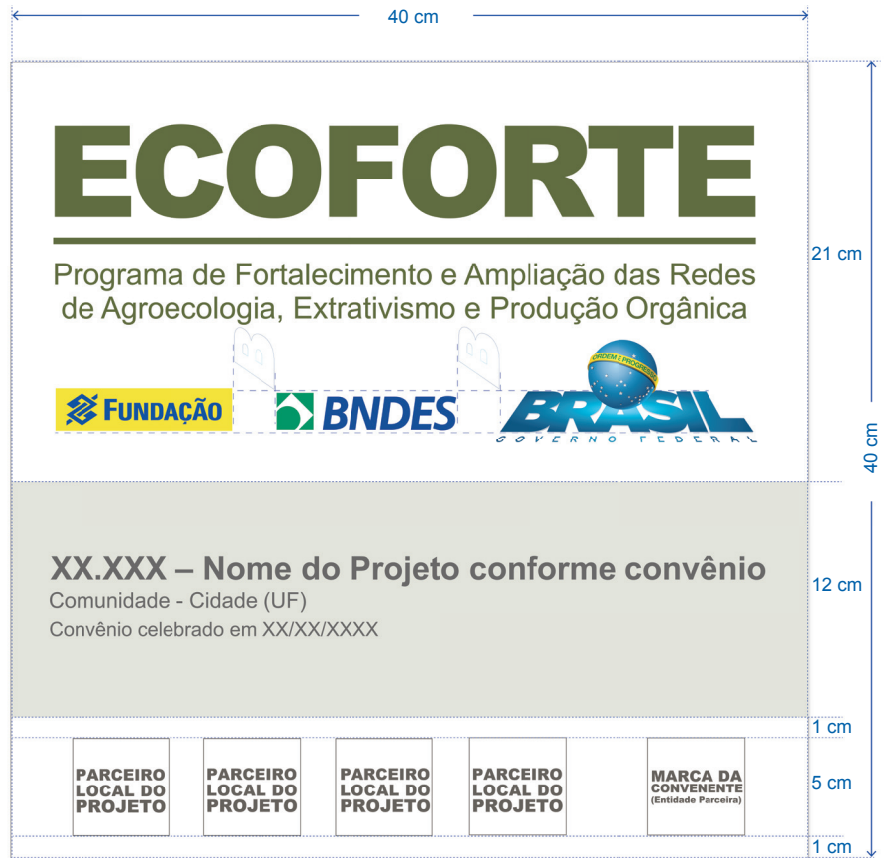 40 cm
ECOFORTE
21 cm
Programa de Fortalecimento e Ampliação das Redes
de Agroecologia, Extrativismo e Produção Orgânica
ORDEM E PROGRESSO
FUNDAÇÃO
BNDES
BRASIL
GOVERNO FEDERAL
40 cm
XX.XXX – Nome do Projeto conforme convênio
Comunidade - Cidade (UF)
Convênio celebrado em XX/XX/XXXX
12 cm
1 cm
PARCEIRO
LOCAL DO
PROJETO
PARCEIRO
LOCAL DO
PROJETO
PARCEIRO
LOCAL DO
PROJETO
PARCEIRO
LOCAL DO
PROJETO
MARCA DA
CONVENENTE
(Entidade Parceira)
5 cm
1 cm